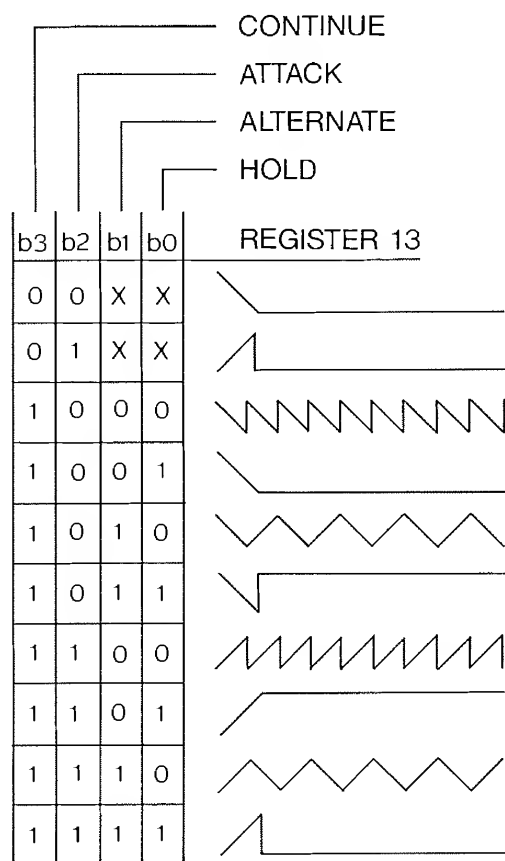 CONTINUE
ATTACK
ALTERNATE
HOLD
b3 b2 b1 b0 REGISTER 13
0 0 X X
0 1 X X
1 0 0 0
1 0 0 1
1 0 1 0
1 0 1 1
1 1 0 0
1 1 0 1
1 1 1 0
1 1 1 1